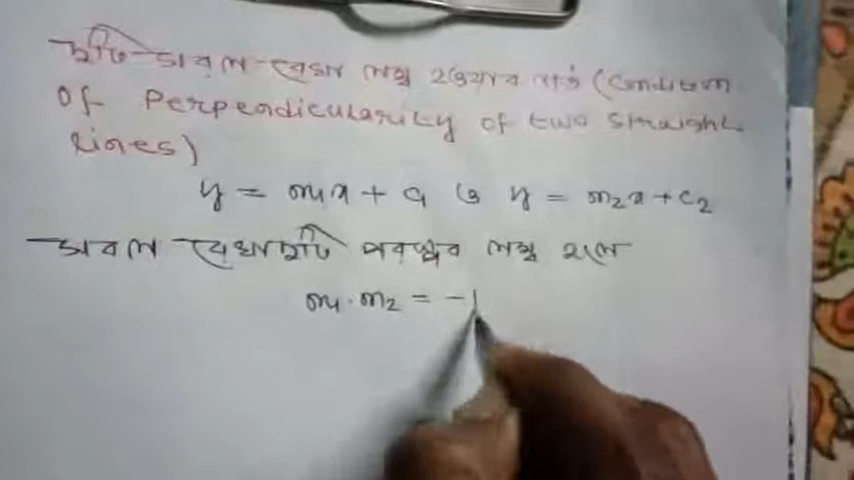 দুটি সরল রেখা লম্ব হওয়ার শর্ত (Condition
Of Perpendicularity of two straight
lines)
y = m₁x + c₁ ও y = m₂x + c₂
সরল রেখা দুটি পরস্পর লম্ব হলে
m₁ . m₂ = -1